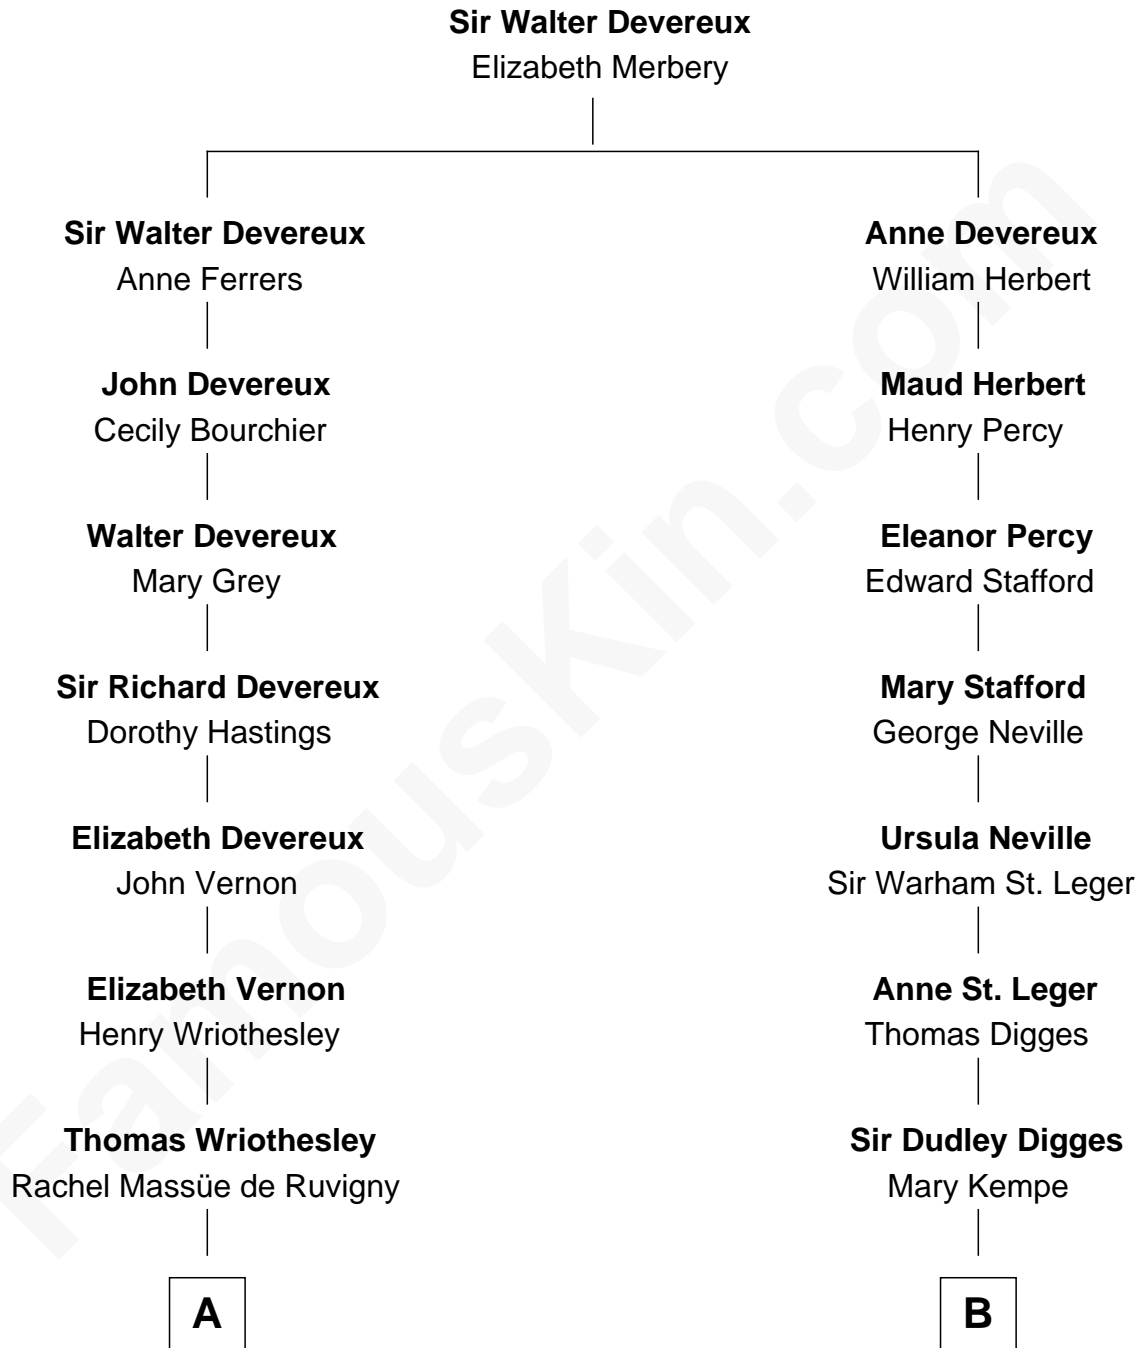 Sir Walter Devereux
Elizabeth Merbery
Sir Walter Devereux
Anne Ferrers
John Devereux
Cecily Bourchier
Walter Devereux
Mary Grey
Sir Richard Devereux
Dorothy Hastings
Elizabeth Devereux
John Vernon
Elizabeth Vernon
Henry Wriothesley
Thomas Wriothesley
Rachel Massüe de Ruvigny
A
Anne Devereux
William Herbert
Maud Herbert
Henry Percy
Eleanor Percy
Edward Stafford
Mary Stafford
George Neville
Ursula Neville
Sir Warham St. Leger
Anne St. Leger
Thomas Digges
Sir Dudley Digges
Mary Kempe
B
FamousKin.com